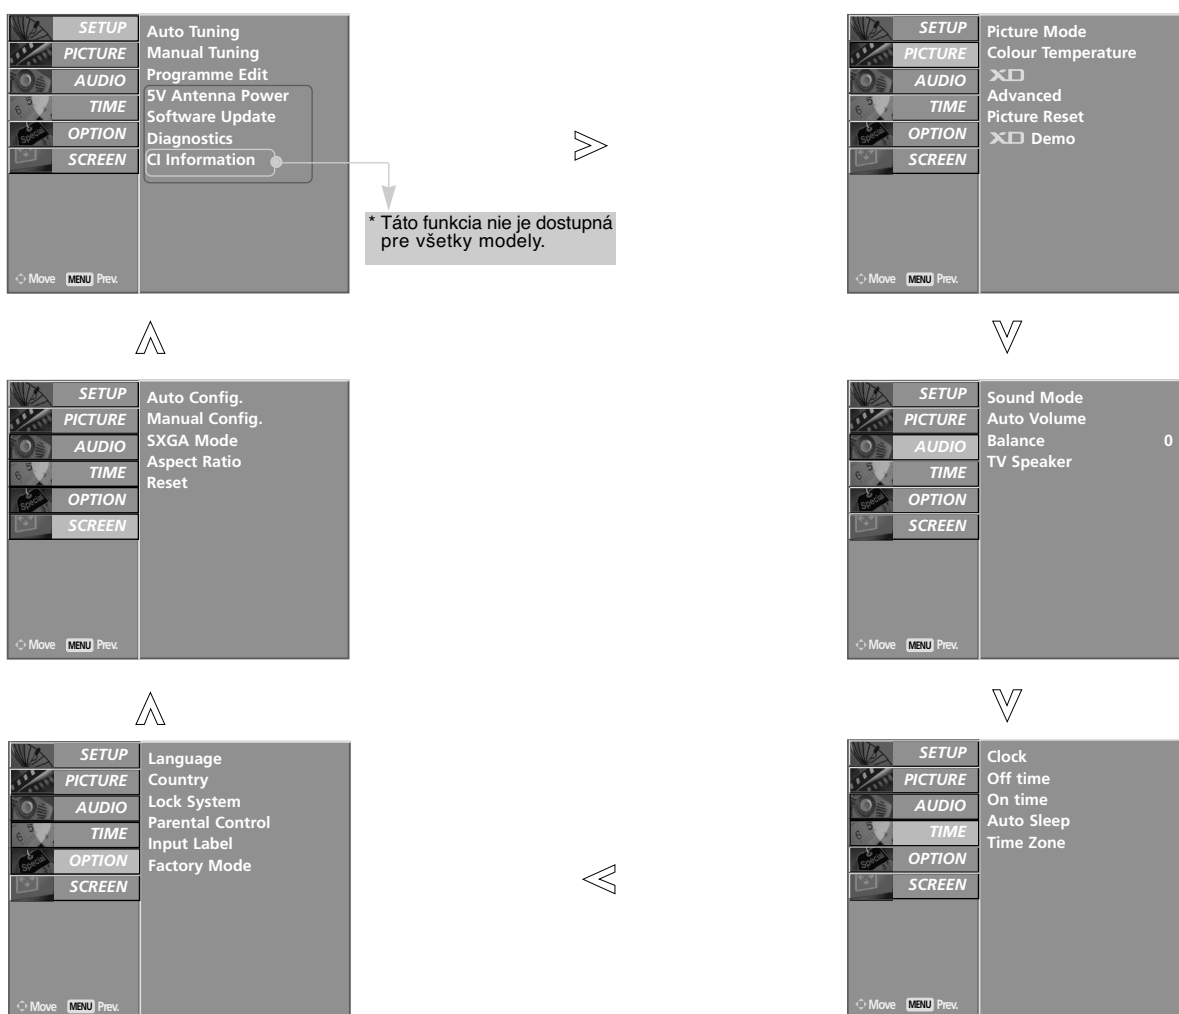 SETUP
PICTURE
AUDIO
TIME
OPTION
SCREEN
Auto Tuning
Manual Tuning
Programme Edit
5V Antenna Power
Software Update
Diagnostics
CI Information
Move MENU Prev.
* Táto funkcia nie je dostupná
pre všetky modely.
SETUP
PICTURE
AUDIO
TIME
OPTION
SCREEN
Picture Mode
Colour Temperature
XD
Advanced
Picture Reset
XD Demo
Move MENU Prev.
SETUP
PICTURE
AUDIO
TIME
OPTION
SCREEN
Auto Config.
Manual Config.
SXGA Mode
Aspect Ratio
Reset
Move MENU Prev.
SETUP
PICTURE
AUDIO
TIME
OPTION
SCREEN
Sound Mode
Auto Volume
Balance 0
TV Speaker
Move MENU Prev.
SETUP
PICTURE
AUDIO
TIME
OPTION
SCREEN
Language
Country
Lock System
Parental Control
Input Label
Factory Mode
Move MENU Prev.
SETUP
PICTURE
AUDIO
TIME
OPTION
SCREEN
Clock
Off time
On time
Auto Sleep
Time Zone
Move MENU Prev.